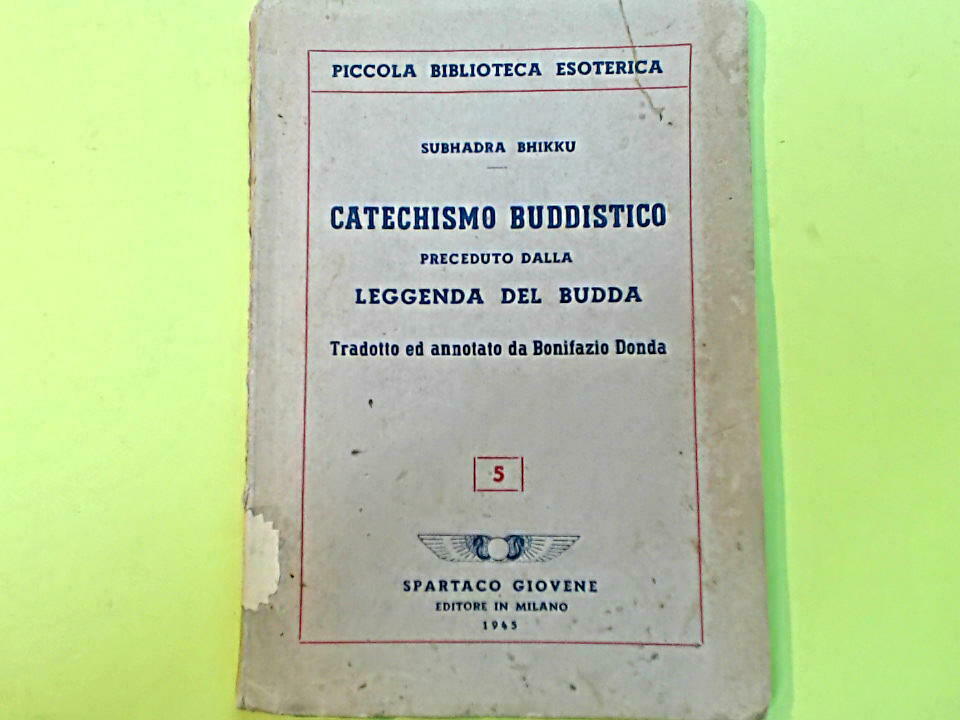 PICCOLA BIBLIOTECA ESOTERICA
SUBHADRA BHIKKU
CATECHISMO BUDDISTICO
PRECEDUTO DALLA
LEGGENDA DEL BUDDA
Tradotto ed annotato da Bonifazio Donda
5
SPARTACO GIOVENE
EDITORE IN MILANO
1945